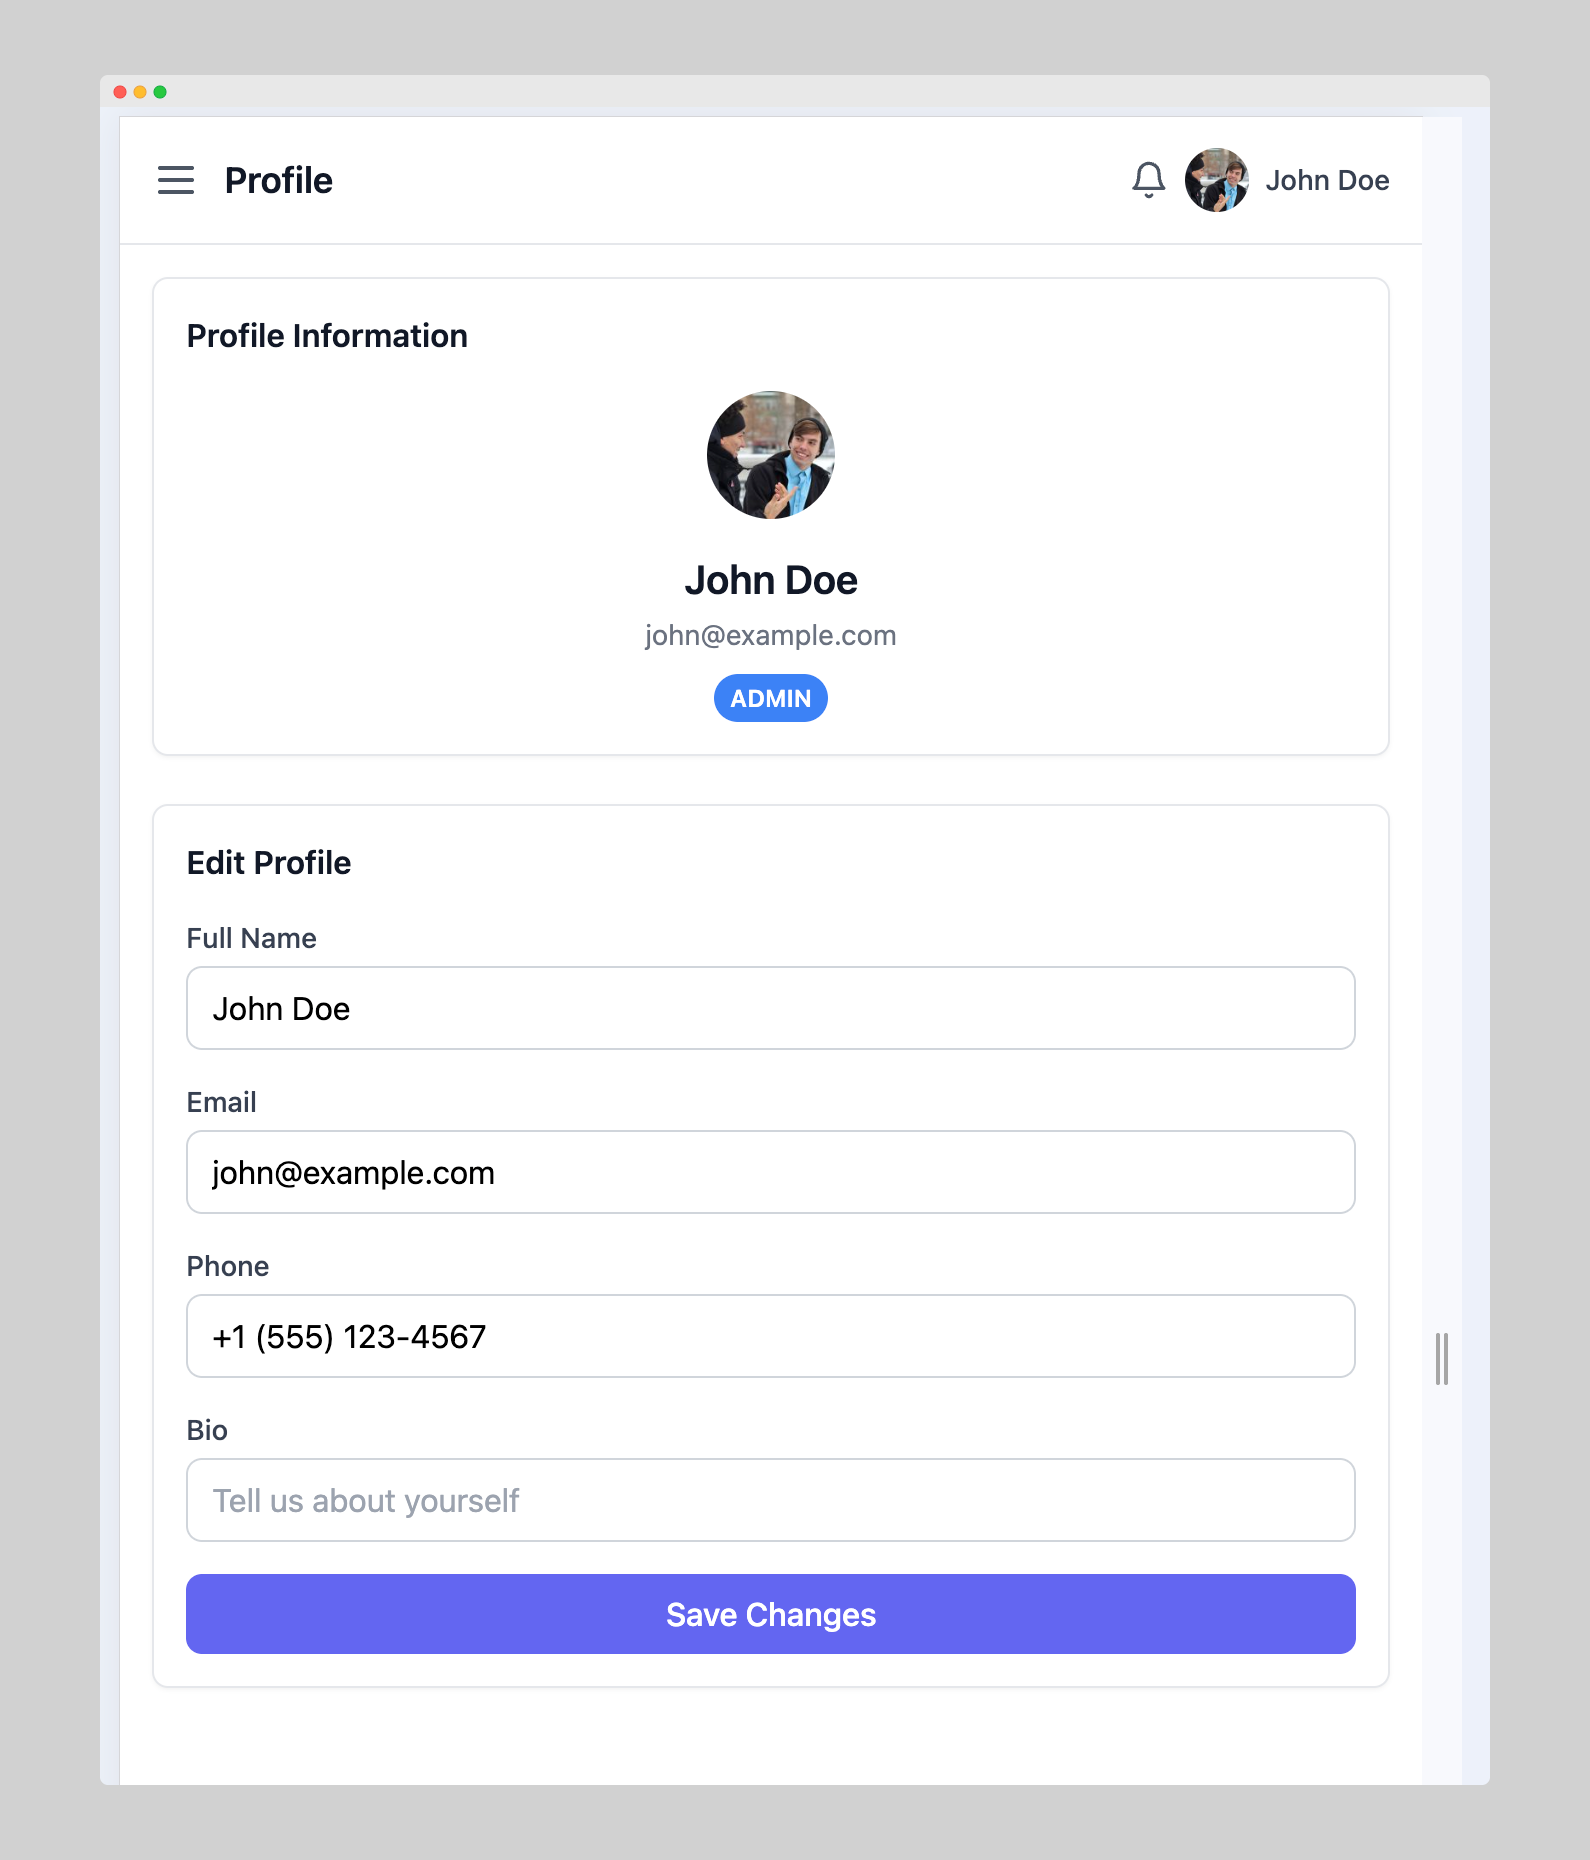 Profile
John Doe
Profile Information
John Doe
john@example.com
ADMIN
Edit Profile
Full Name
John Doe
Email
john@example.com
Phone
+1 (555) 123-4567
Bio
Tell us about yourself
Save Changes